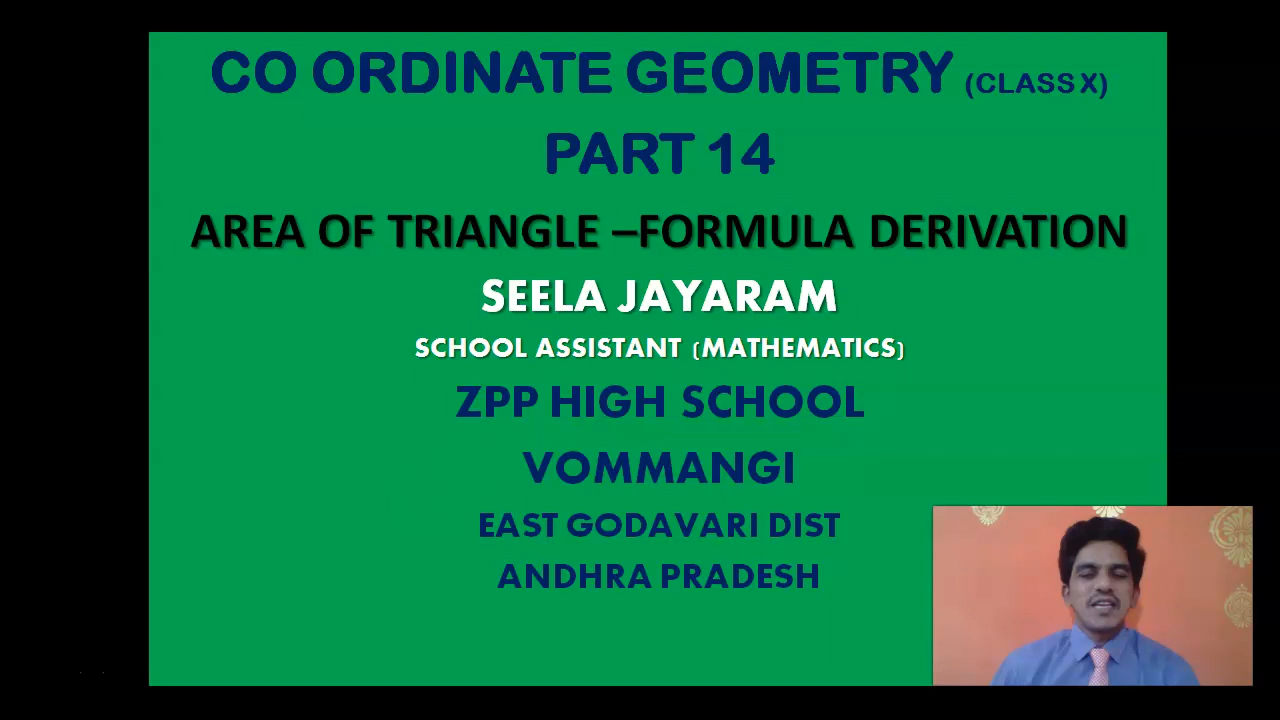 CO ORDINATE GEOMETRY (CLASS X)
PART 14
AREA OF TRIANGLE –FORMULA DERIVATION
SEELA JAYARAM
SCHOOL ASSISTANT (MATHEMATICS)
ZPP HIGH SCHOOL
VOMMANGI
EAST GODAVARI DIST
ANDHRA PRADESH